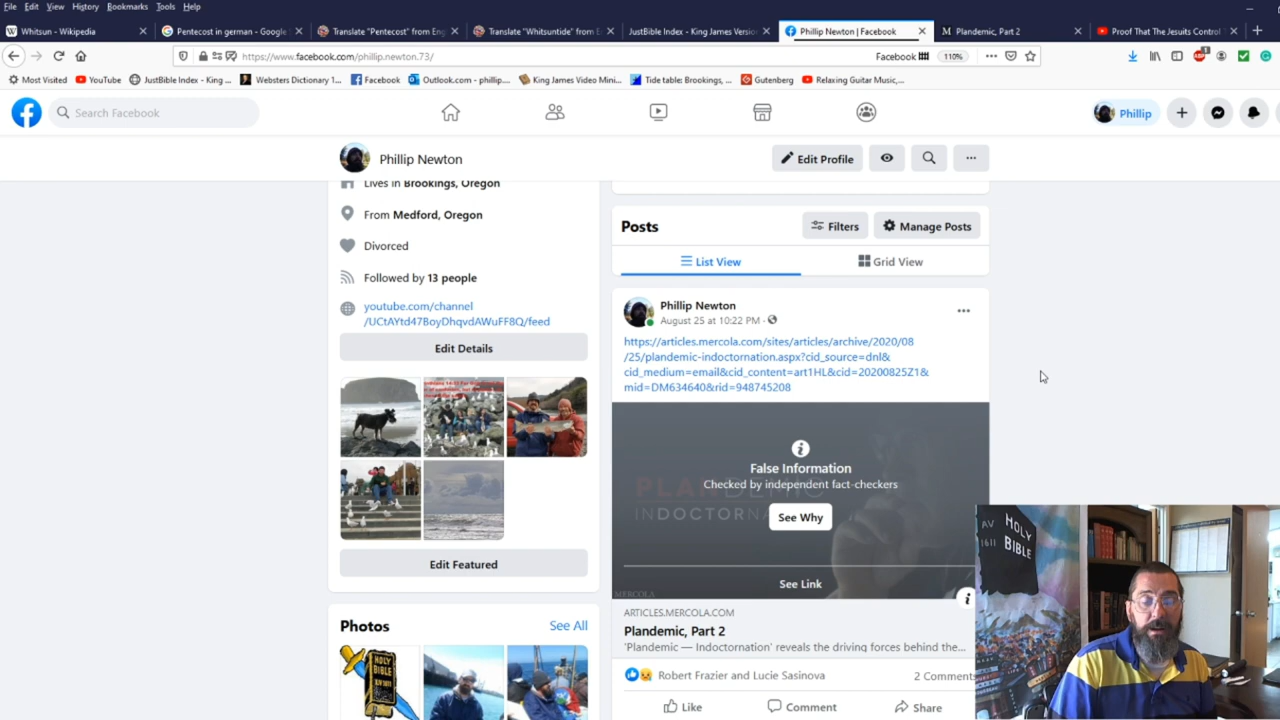 File Edit View History Bookmarks Tools Help
Whitsun - Wikipedia
Pentecost in german - Google
Translate "Pentecost" from En
Translate "Whitsuntide" from E
JustBible Index - King James Versio
Phillip Newton | Facebook
Plandemic, Part 2
Proof That The Jesuits Control
https://www.facebook.com/phillip.newton.73/
Facebook
110%
Most Visited
YouTube
JustBible Index - King ...
Websters Dictionary 1...
Facebook
Outlook.com - phillip....
King James Video Mini...
Tide table: Brookings, ...
Gutenberg
Relaxing Guitar Music,...
Search Facebook
Phillip
Phillip Newton
Edit Profile
Lives in Brookings, Oregon
From Medford, Oregon
Divorced
Followed by 13 people
youtube.com/channel
/UCtAYtd47BoyDhqvdAWuFF8Q/feed
Edit Details
Edit Featured
Photos
See All
HOLY
BIBLE
Posts
Filters
Manage Posts
List View
Grid View
Phillip Newton
August 25 at 10:22 PM
https://articles.mercola.com/sites/articles/archive/2020/08
/25/plandemic-indoctornation.aspx?cid_source=dnl&
cid_medium=email&cid_content=art1HL&cid=20200825Z1&
mid=DM634640&rid=948745208
False Information
Checked by independent fact-checkers
PLANDEMIC
INDOCTORNA
See Why
See Link
MERCOLA
ARTICLES.MERCOLA.COM
Plandemic, Part 2
'Plandemic — Indoctornation' reveals the driving forces behind the...
Robert Frazier and Lucie Sasinova
2 Comments
Like
Comment
Share
AV
1611
HOLY
BIBLE